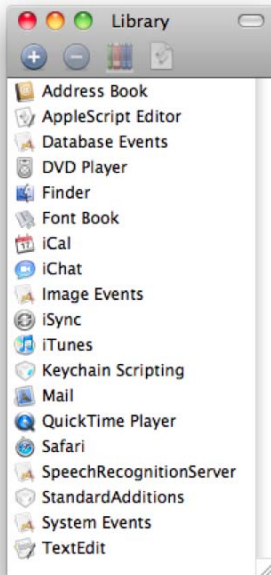 Library
Address Book
AppleScript Editor
Database Events
DVD Player
Finder
Font Book
iCal
iChat
Image Events
iSync
iTunes
Keychain Scripting
Mail
QuickTime Player
Safari
SpeechRecognitionServer
StandardAdditions
System Events
TextEdit